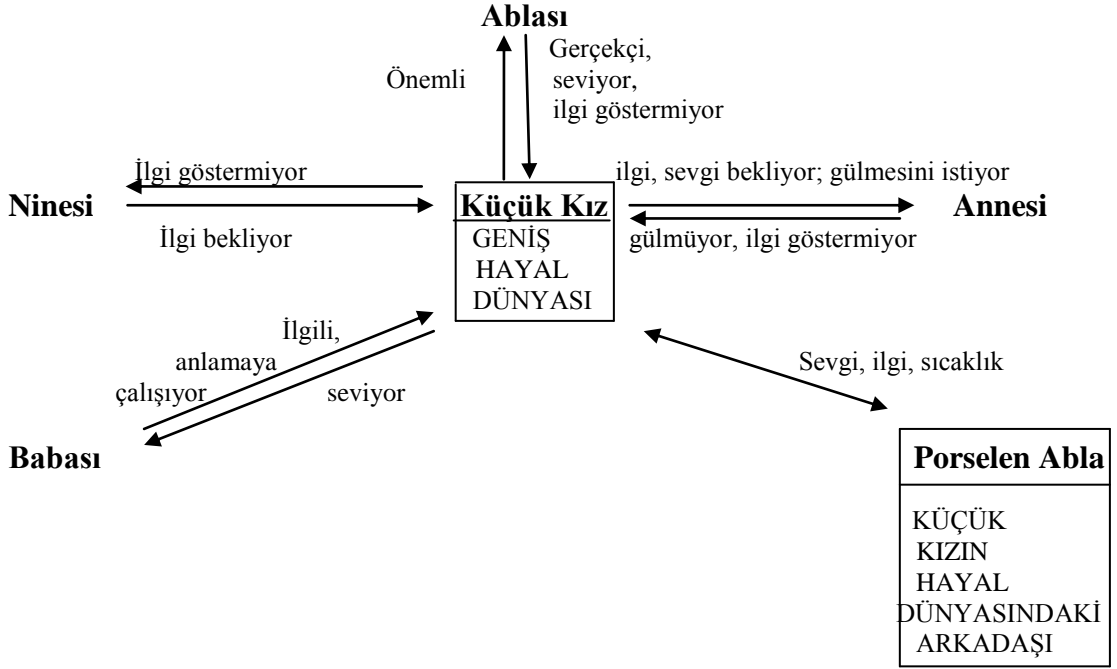 Ablası
Önemli
Gerçekçi,
seviyor,
ilgi göstermiyor
İlgi göstermiyor
ilgi, sevgi bekliyor; gülmesini istiyor
Ninesi
Küçük Kız
Annesi
İlgi bekliyor
GENİŞ
gülmüyor, ilgi göstermiyor
HAYAL
DÜNYASI
İlgili,
anlamaya
çalışıyor
seviyor
Sevgi, ilgi, sıcaklık
Babası
Porselen Abla
KÜÇÜK
KIZIN
HAYAL
DÜNYASINDAKİ
ARKADAŞI